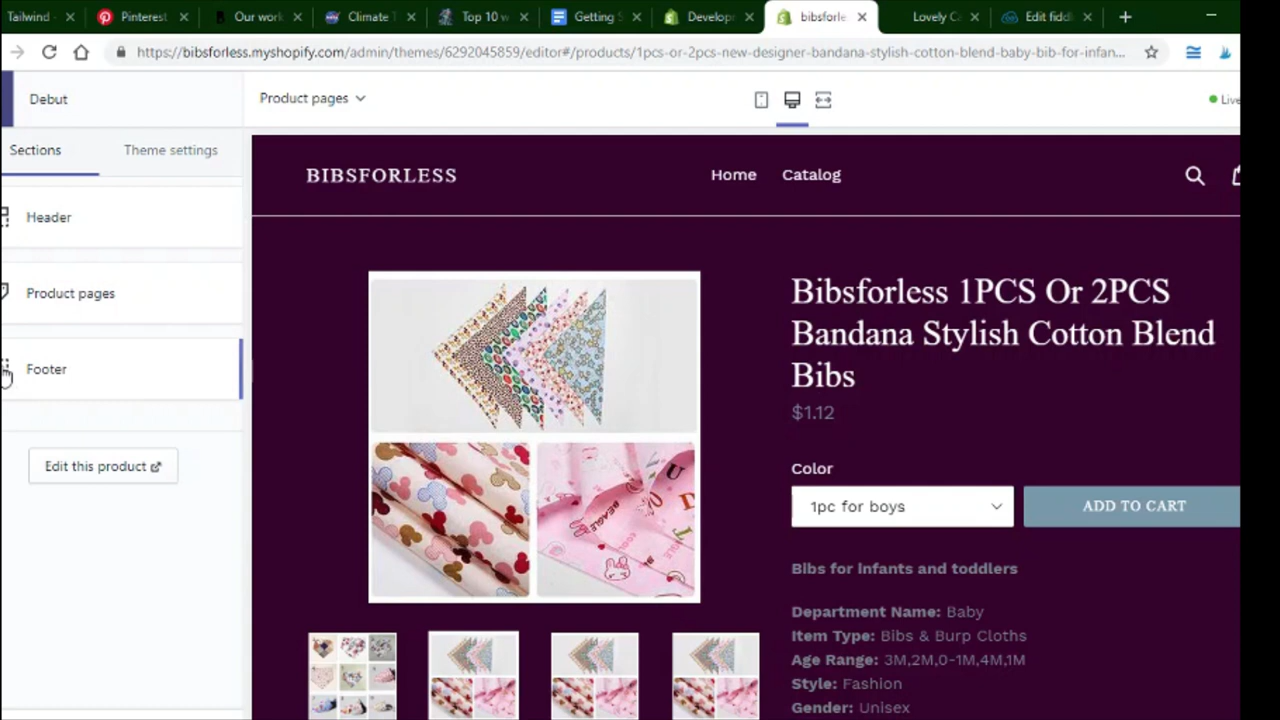 Tailwind -
Pinterest
Our work
Climate T
Top 10 w
Getting S
Develop
bibsforle
Lovely Ca
Edit fiddl
https://bibsforless.myshopify.com/admin/themes/6292045859/editor#/products/1pcs-or-2pcs-new-designer-bandana-stylish-cotton-blend-baby-bib-for-infan...
Debut
Product pages
Live
Sections
Theme settings
Header
Product pages
Footer
Edit this product
BIBSFORLESS
Home
Catalog
Bibsforless 1PCS Or 2PCS
Bandana Stylish Cotton Blend
Bibs
$1.12
Color
1pc for boys
ADD TO CART
Bibs for infants and toddlers
Department Name: Baby
Item Type: Bibs & Burp Cloths
Age Range: 3M,2M,0-1M,4M,1M
Style: Fashion
Gender: Unisex
BEAGLE